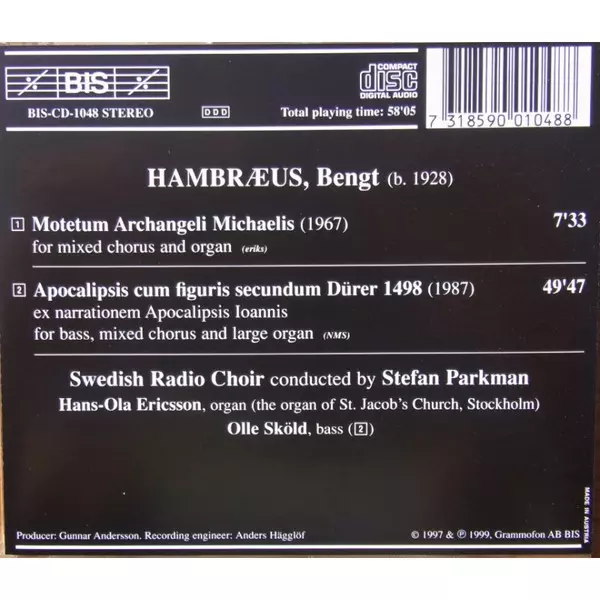 BIS
COMPACT
disc
DIGITAL AUDIO
BIS-CD-1048 STEREO
DDD
Total playing time: 58'05
7 318590 010488
HAMBRÆUS, Bengt (b. 1928)
1 Motetum Archangeli Michaelis (1967) 7'33
for mixed chorus and organ (eriks)
2 Apocalipsis cum figuris secundum Dürer 1498 (1987) 49'47
ex narrationem Apocalipsis Ioannis
for bass, mixed chorus and large organ (NMS)
Swedish Radio Choir conducted by Stefan Parkman
Hans-Ola Ericsson, organ (the organ of St. Jacob's Church, Stockholm)
Olle Sköld, bass (2)
MADE IN AUSTRIA
Producer: Gunnar Andersson. Recording engineer: Anders Hägglöf
© 1997 & ℗ 1999, Grammofon AB BIS